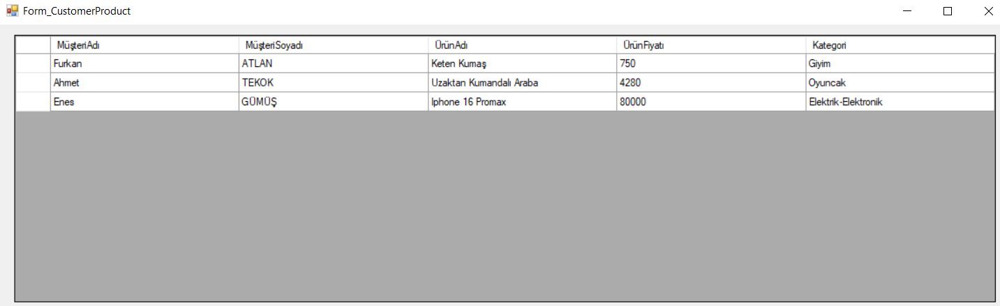 Form_CustomerProduct
MüşteriAdı MüşteriSoyadı ÜrünAdı ÜrünFiyatı Kategori
Furkan ATLAN Keten Kumaş 750 Giyim
Ahmet TEKOK Uzaktan Kumandalı Araba 4280 Oyuncak
Enes GÜMÜŞ Iphone 16 Promax 80000 Elektrik-Elektronik